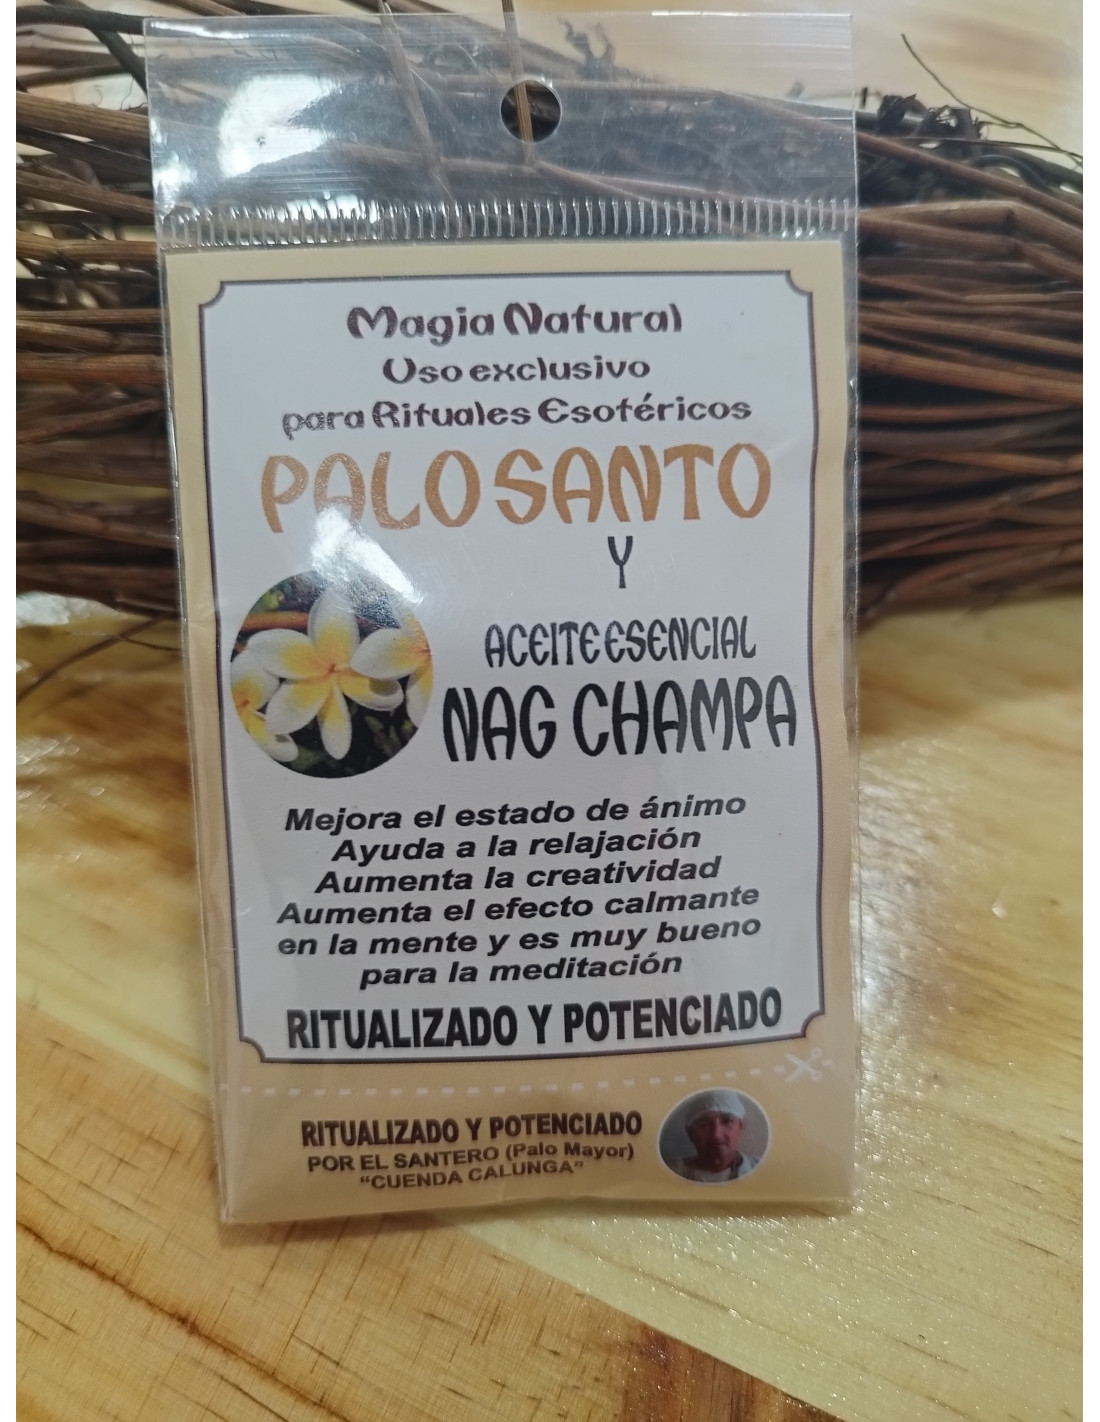 Magia Natural
Uso exclusivo
para Rituales Esotéricos
PALO SANTO
Y
ACEITE ESENCIAL
NAG CHAMPA
Mejora el estado de ánimo
Ayuda a la relajación
Aumenta la creatividad
Aumenta el efecto calmante
en la mente y es muy bueno
para la meditación
RITUALIZADO Y POTENCIADO
RITUALIZADO Y POTENCIADO
POR EL SANTERO (Palo Mayor)
"CUENDA CALUNGA"